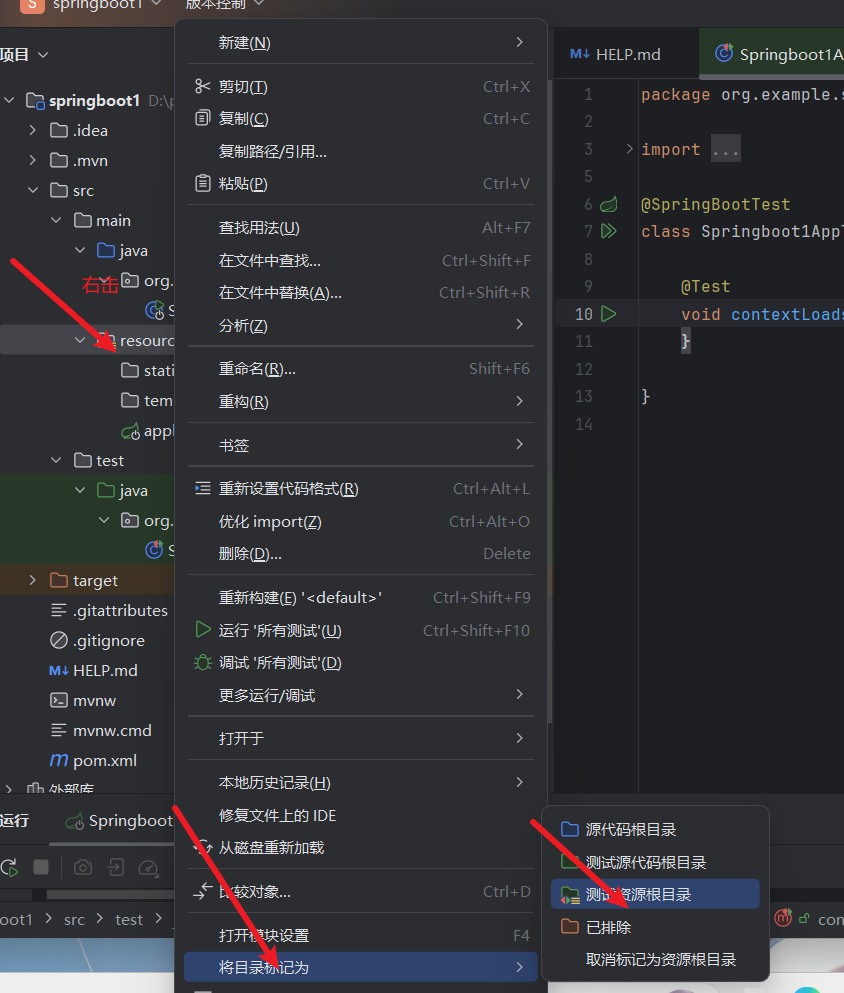 S springboot1 版本控制
项目
springboot1 D:\p
.idea
.mvn
src
main
java
org.
右击
S
resourc
stati
tem
appl
test
java
org.
S
target
.gitattributes
.gitignore
M↓ HELP.md
mvnw
mvnw.cmd
m pom.xml
外部库
运行 Springboot
oot1 > src > test >
新建(N)
剪切(T) Ctrl+X
复制(C) Ctrl+C
复制路径/引用...
粘贴(P) Ctrl+V
查找用法(U) Alt+F7
在文件中查找... Ctrl+Shift+F
在文件中替换(A)... Ctrl+Shift+R
分析(Z)
重命名(R)... Shift+F6
重构(R)
书签
重新设置代码格式(R) Ctrl+Alt+L
优化 import(Z) Ctrl+Alt+O
删除(D)... Delete
重新构建(E) '<default>' Ctrl+Shift+F9
运行 '所有测试'(U) Ctrl+Shift+F10
调试 '所有测试'(D)
更多运行/调试
打开于
本地历史记录(H)
修复文件上的 IDE
从磁盘重新加载
比较对象... Ctrl+D
打开模块设置 F4
将目录标记为
源代码根目录
测试源代码根目录
测试资源根目录
已排除
取消标记为资源根目录
M↓ HELP.md Springboot1A
1 package org.example.s
2
3 import ...
5
6 @SpringBootTest
7 class Springboot1Appl
8
9 @Test
10 void contextLoads
11 }
12
13 }
14
m con